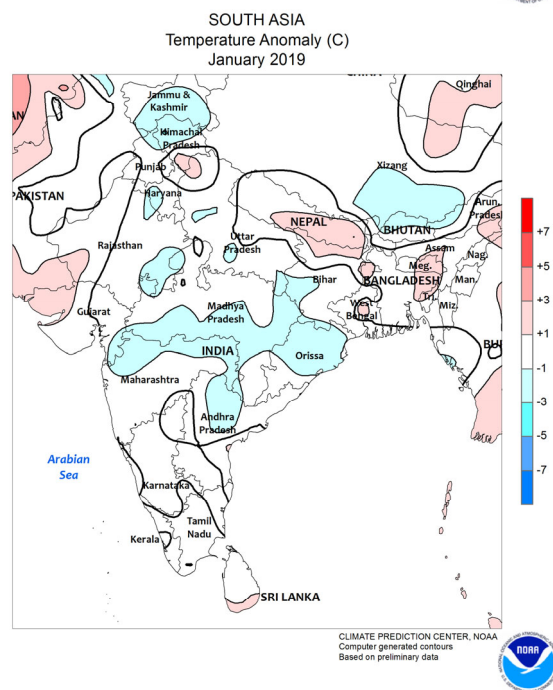 SOUTH ASIA
Temperature Anomaly (C)
January 2019
Qinghai
AN
Jammu &
Kashmir
Himachal
Pradesh
Punjab
Xizang
PAKISTAN
Haryana
Arun.
Pradesh
NEPAL
BHUTAN
Rajasthan
Uttar
Pradesh
Assam
Nag.
Meg.
Bihar
BANGLADESH
Man.
Tri.
Miz.
Gujarat
Madhya
Pradesh
West
Bengal
INDIA
Orissa
BU
Maharashtra
Andhra
Pradesh
Arabian
Sea
Karnataka
Tamil
Nadu
Kerala
SRI LANKA
+7
+5
+3
+1
-1
-3
-5
-7
CLIMATE PREDICTION CENTER, NOAA
Computer generated contours
Based on preliminary data
NOAA